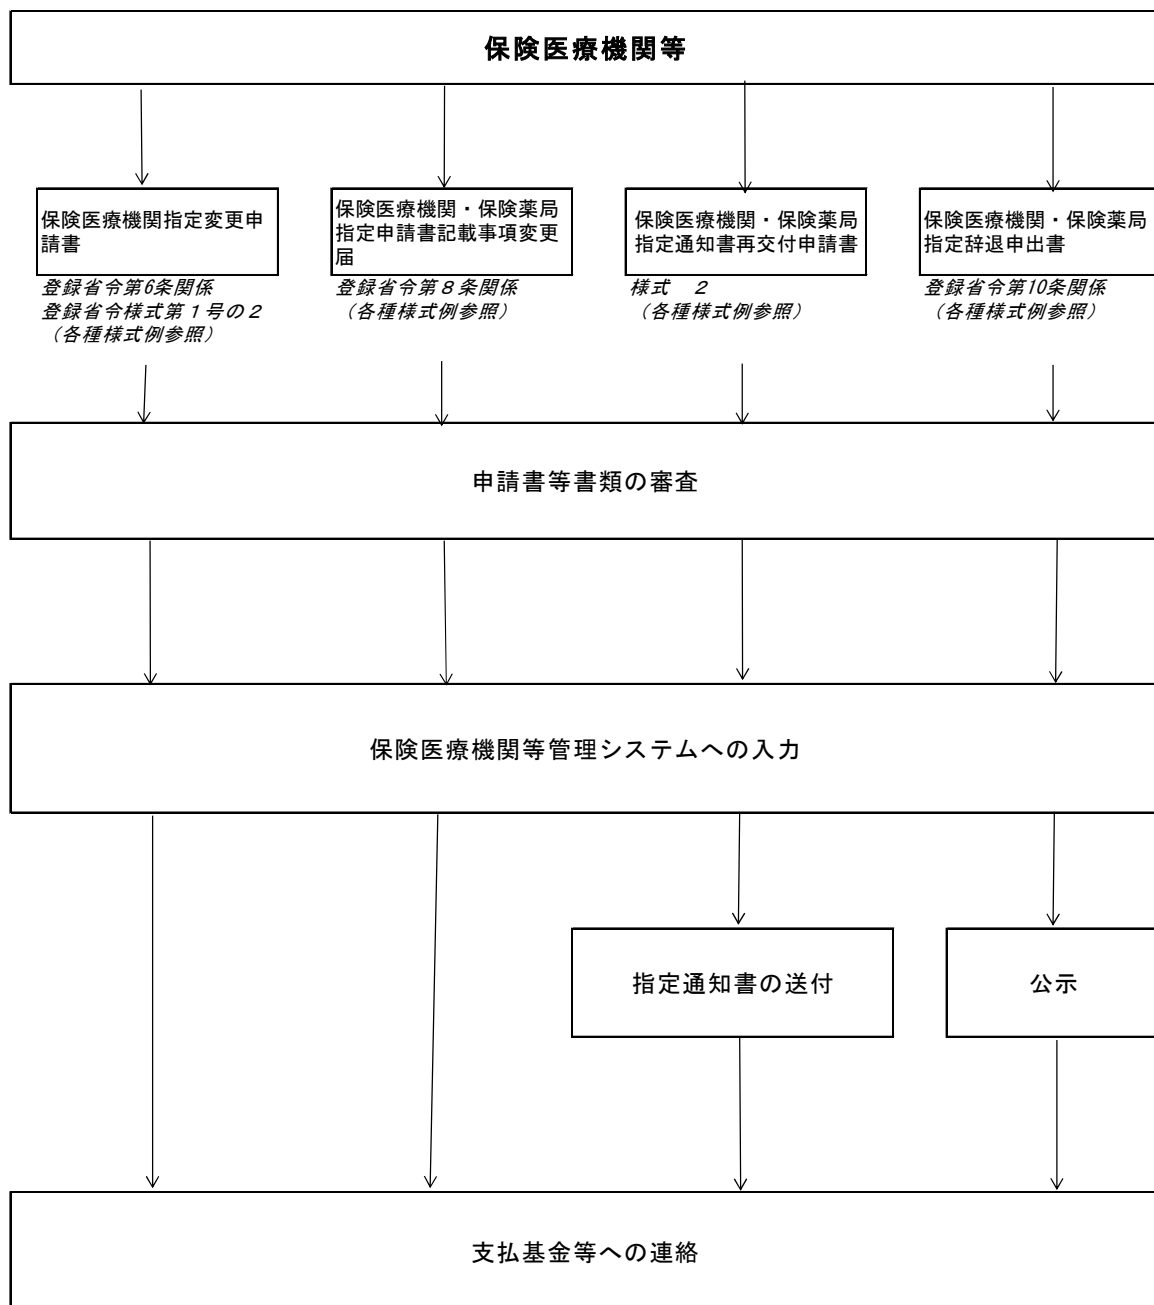 保険医療機関等
保険医療機関指定変更申
請書
登録省令第6条関係
登録省令様式第１号の２
（各種様式例参照）
保険医療機関・保険薬局
指定申請書記載事項変更
届
登録省令第８条関係
（各種様式例参照）
保険医療機関・保険薬局
指定通知書再交付申請書
様式　２
（各種様式例参照）
保険医療機関・保険薬局
指定辞退申出書
登録省令第10条関係
（各種様式例参照）
申請書等書類の審査
保険医療機関等管理システムへの入力
指定通知書の送付
公示
支払基金等への連絡